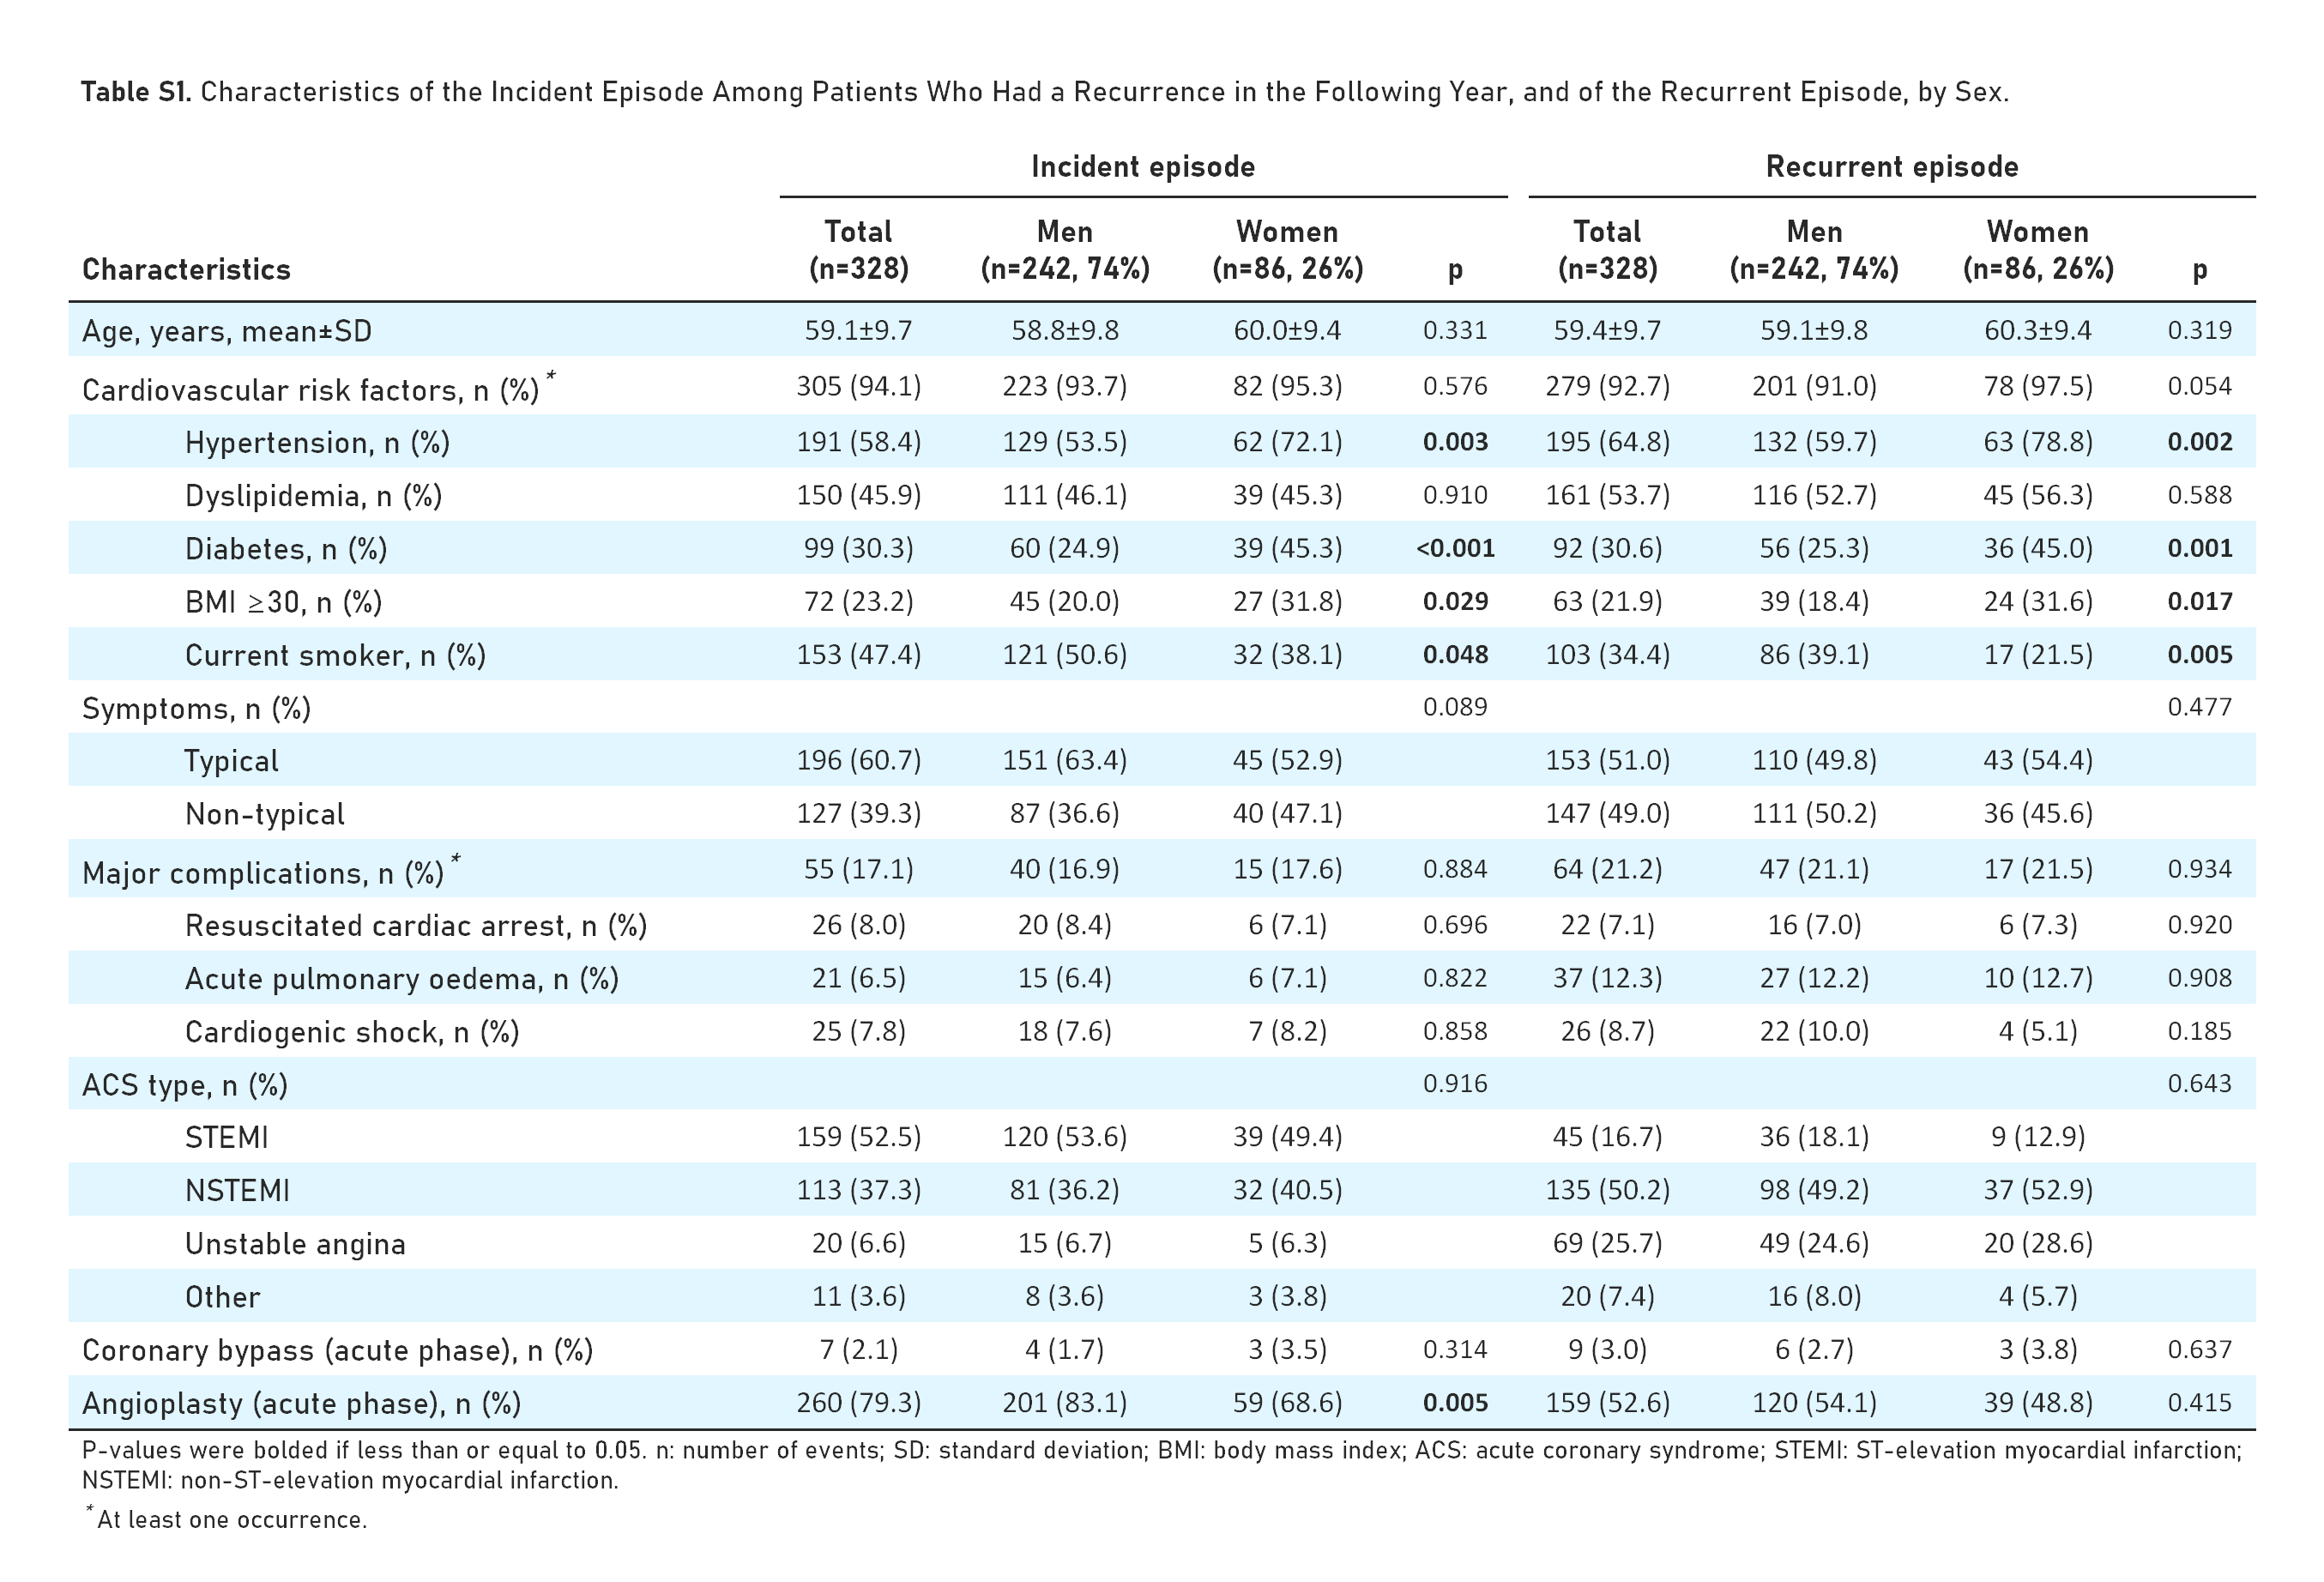 Table S1. Characteristics of the Incident Episode Among Patients Who Had a Recurrence in the Following Year, and of the Recurrent Episode, by Sex.
Incident episode Recurrent episode
Characteristics Total (n=328) Men (n=242, 74%) Women (n=86, 26%) p Total (n=328) Men (n=242, 74%) Women (n=86, 26%) p
Age, years, mean±SD 59.1±9.7 58.8±9.8 60.0±9.4 0.331 59.4±9.7 59.1±9.8 60.3±9.4 0.319
Cardiovascular risk factors, n (%)* 305 (94.1) 223 (93.7) 82 (95.3) 0.576 279 (92.7) 201 (91.0) 78 (97.5) 0.054
Hypertension, n (%) 191 (58.4) 129 (53.5) 62 (72.1) 0.003 195 (64.8) 132 (59.7) 63 (78.8) 0.002
Dyslipidemia, n (%) 150 (45.9) 111 (46.1) 39 (45.3) 0.910 161 (53.7) 116 (52.7) 45 (56.3) 0.588
Diabetes, n (%) 99 (30.3) 60 (24.9) 39 (45.3) <0.001 92 (30.6) 56 (25.3) 36 (45.0) 0.001
BMI ≥30, n (%) 72 (23.2) 45 (20.0) 27 (31.8) 0.029 63 (21.9) 39 (18.4) 24 (31.6) 0.017
Current smoker, n (%) 153 (47.4) 121 (50.6) 32 (38.1) 0.048 103 (34.4) 86 (39.1) 17 (21.5) 0.005
Symptoms, n (%) 0.089 0.477
Typical 196 (60.7) 151 (63.4) 45 (52.9) 153 (51.0) 110 (49.8) 43 (54.4)
Non-typical 127 (39.3) 87 (36.6) 40 (47.1) 147 (49.0) 111 (50.2) 36 (45.6)
Major complications, n (%)* 55 (17.1) 40 (16.9) 15 (17.6) 0.884 64 (21.2) 47 (21.1) 17 (21.5) 0.934
Resuscitated cardiac arrest, n (%) 26 (8.0) 20 (8.4) 6 (7.1) 0.696 22 (7.1) 16 (7.0) 6 (7.3) 0.920
Acute pulmonary oedema, n (%) 21 (6.5) 15 (6.4) 6 (7.1) 0.822 37 (12.3) 27 (12.2) 10 (12.7) 0.908
Cardiogenic shock, n (%) 25 (7.8) 18 (7.6) 7 (8.2) 0.858 26 (8.7) 22 (10.0) 4 (5.1) 0.185
ACS type, n (%) 0.916 0.643
STEMI 159 (52.5) 120 (53.6) 39 (49.4) 45 (16.7) 36 (18.1) 9 (12.9)
NSTEMI 113 (37.3) 81 (36.2) 32 (40.5) 135 (50.2) 98 (49.2) 37 (52.9)
Unstable angina 20 (6.6) 15 (6.7) 5 (6.3) 69 (25.7) 49 (24.6) 20 (28.6)
Other 11 (3.6) 8 (3.6) 3 (3.8) 20 (7.4) 16 (8.0) 4 (5.7)
Coronary bypass (acute phase), n (%) 7 (2.1) 4 (1.7) 3 (3.5) 0.314 9 (3.0) 6 (2.7) 3 (3.8) 0.637
Angioplasty (acute phase), n (%) 260 (79.3) 201 (83.1) 59 (68.6) 0.005 159 (52.6) 120 (54.1) 39 (48.8) 0.415
P-values were bolded if less than or equal to 0.05. n: number of events; SD: standard deviation; BMI: body mass index; ACS: acute coronary syndrome; STEMI: ST-elevation myocardial infarction;
NSTEMI: non-ST-elevation myocardial infarction.
*At least one occurrence.